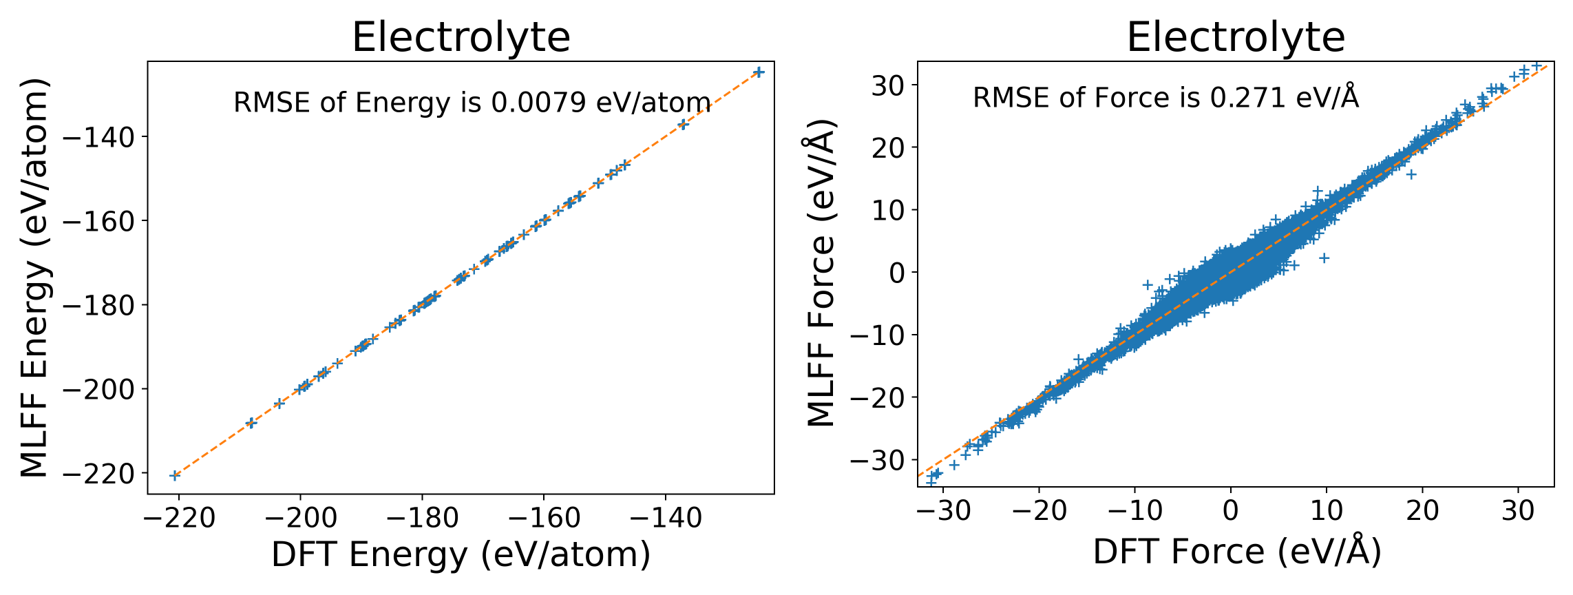 Electrolyte
RMSE of Energy is 0.0079 eV/atom
MLFF Energy (eV/atom)
−140
−160
−180
−200
−220
−220 −200 −180 −160 −140
DFT Energy (eV/atom)
Electrolyte
RMSE of Force is 0.271 eV/Å
MLFF Force (eV/Å)
30
20
10
0
−10
−20
−30
−30 −20 −10 0 10 20 30
DFT Force (eV/Å)